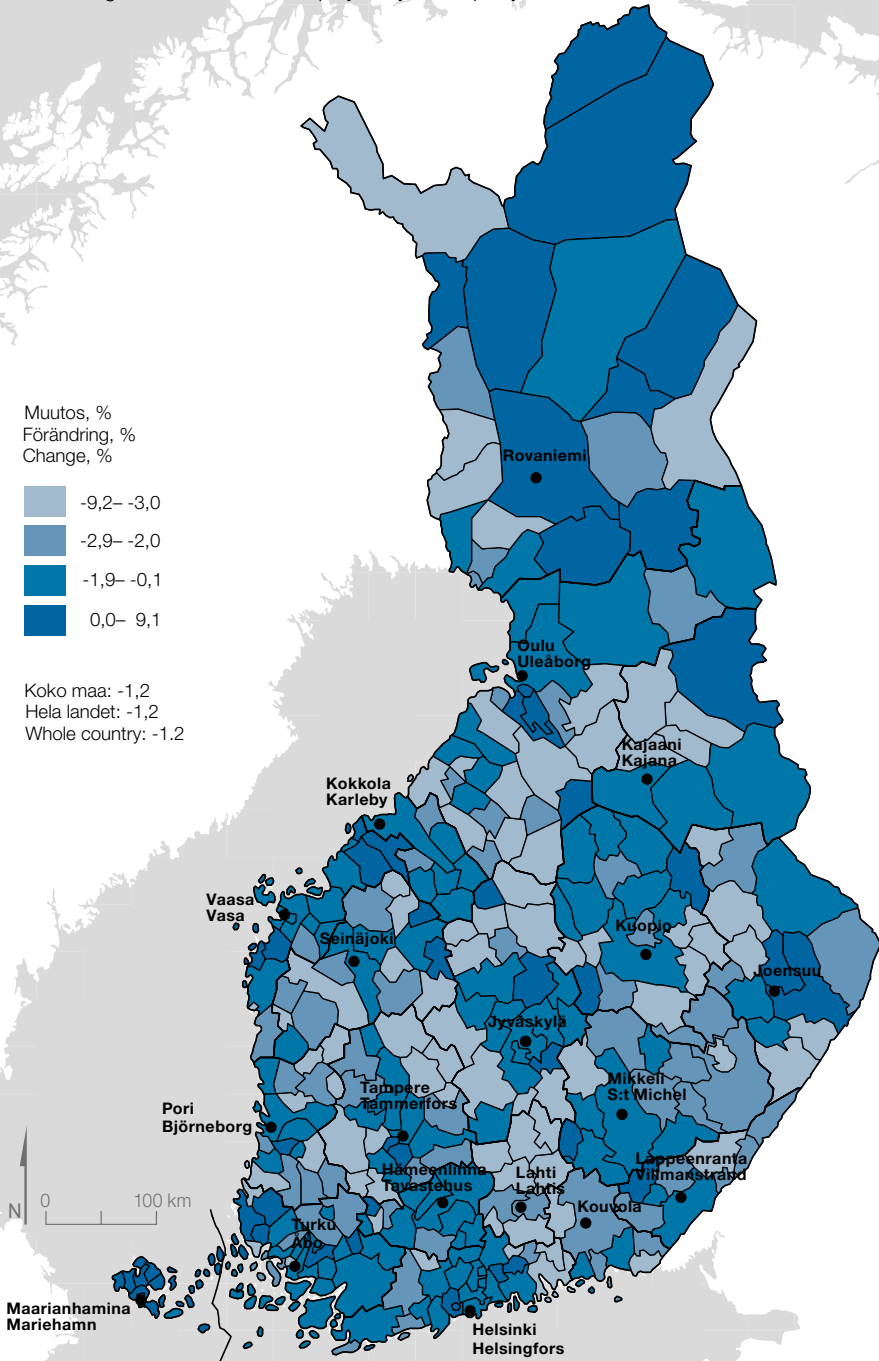 Muutos, %
Förändring, %
Change, %
-9,2– -3,0
-2,9– -2,0
-1,9– -0,1
0,0– 9,1
Koko maa: -1,2
Hela landet: -1,2
Whole country: -1.2
Rovaniemi
Oulu
Uleåborg
Kajaani
Kajana
Kokkola
Karleby
Vaasa
Vasa
Seinäjoki
Kuopio
Joensuu
Jyväskylä
Mikkeli
S:t Michel
Tampere
Tammerfors
Pori
Björneborg
Hämeenlinna
Tavastehus
Lahti
Lahtis
Lappeenranta
Villmanstrand
Kouvola
Turku
Åbo
N
0 100 km
Maarianhamina
Mariehamn
Helsinki
Helsingfors